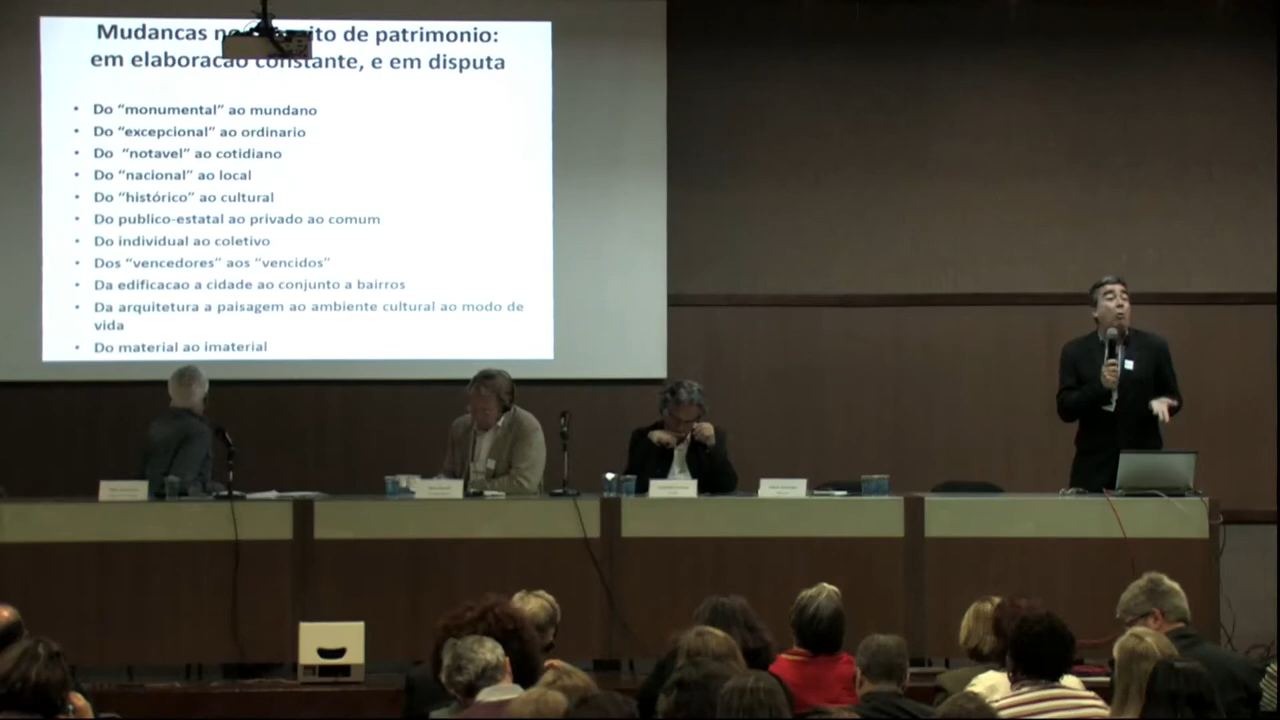 Mudancas de patrimonio:
em elaboracao constante, e em disputa
• Do “monumental” ao mundano
• Do “excepcional” ao ordinario
• Do “notavel” ao cotidiano
• Do “nacional” ao local
• Do “histórico” ao cultural
• Do publico-estatal ao privado ao comum
• Do individual ao coletivo
• Dos “vencedores” aos “vencidos”
• Da edificacao a cidade ao conjunto a bairros
• Da arquitetura a paisagem ao ambiente cultural ao modo de
vida
• Do material ao imaterial